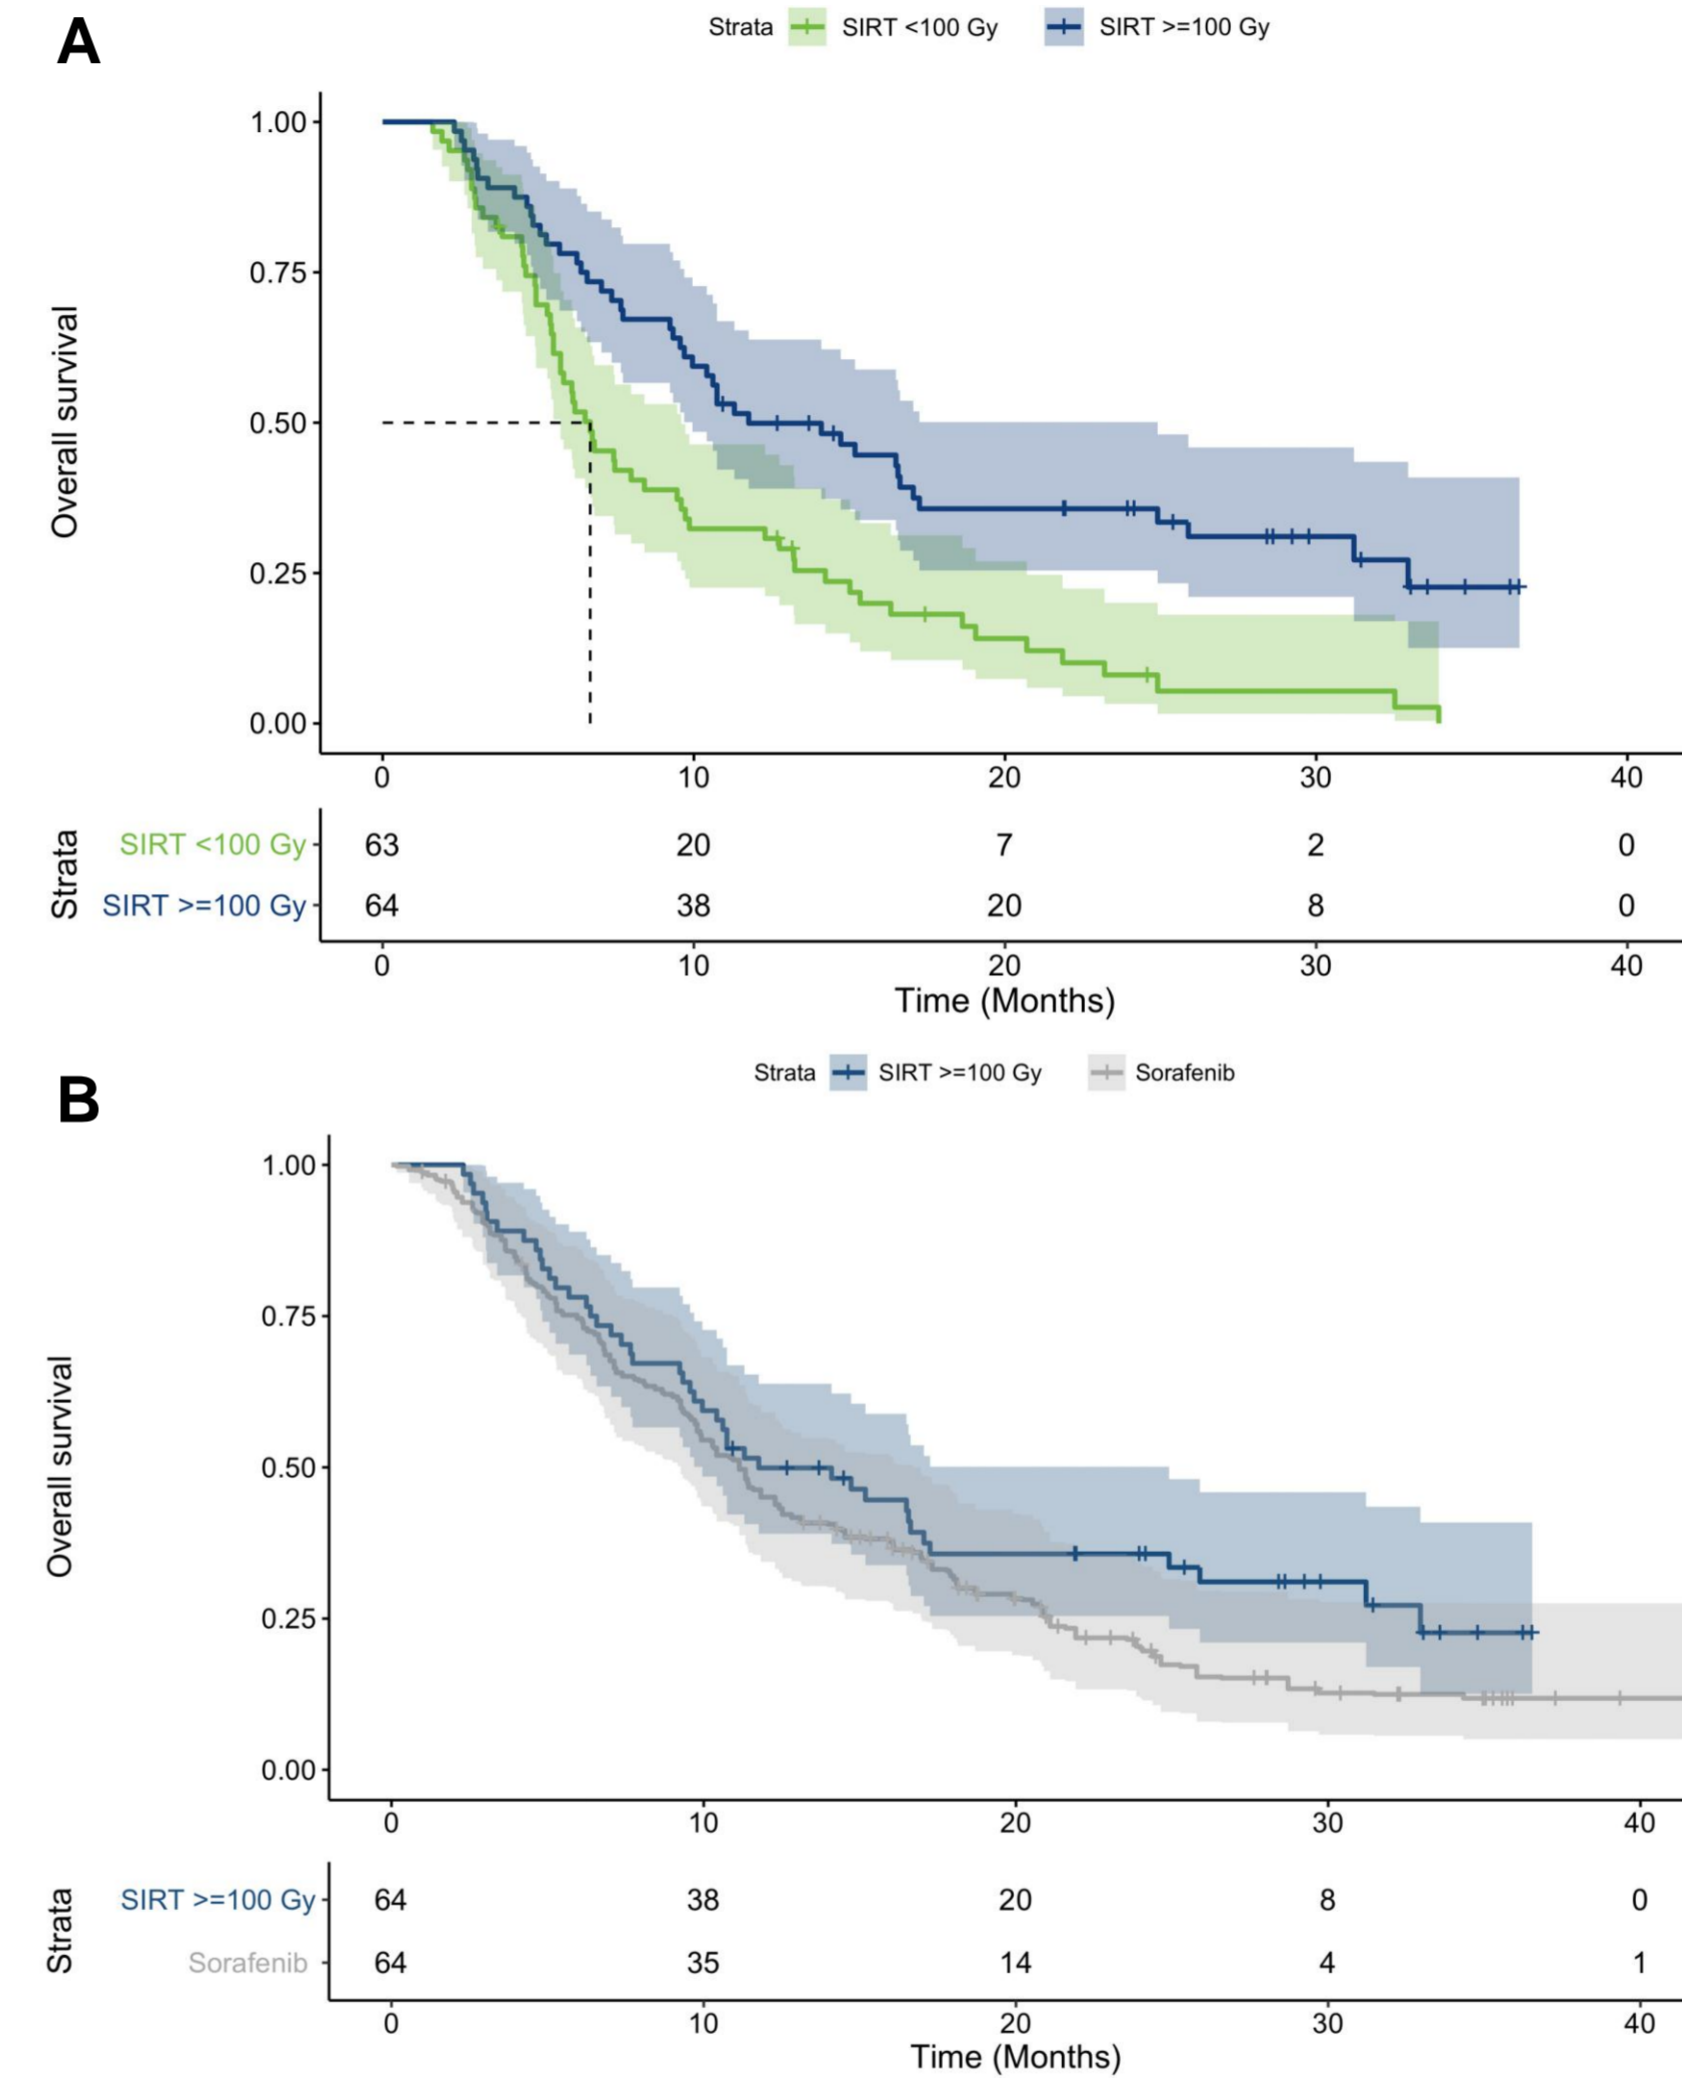 A
Strata SIRT <100 Gy SIRT >=100 Gy
Overall survival
1.00
0.75
0.50
0.25
0.00
0 10 20 30 40
Strata
SIRT <100 Gy 63 20 7 2 0
SIRT >=100 Gy 64 38 20 8 0
0 10 20 30 40
Time (Months)
B
Strata SIRT >=100 Gy Sorafenib
Overall survival
1.00
0.75
0.50
0.25
0.00
0 10 20 30 40
Strata
SIRT >=100 Gy 64 38 20 8 0
Sorafenib 64 35 14 4 1
0 10 20 30 40
Time (Months)